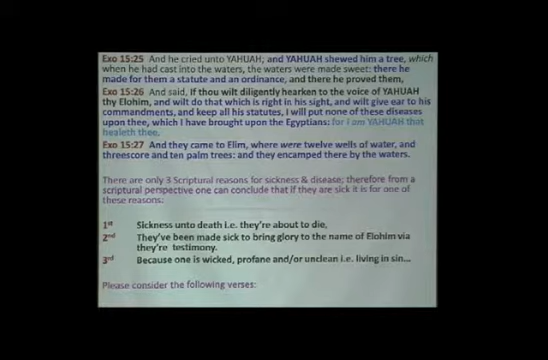 Exo 15:25 And he cried unto YAHUAH; and YAHUAH shewed him a tree, which
when he had cast into the waters, the waters were made sweet: there he
made for them a statute and an ordinance, and there he proved them,
Exo 15:26 And said, If thou wilt diligently hearken to the voice of YAHUAH
thy Elohim, and wilt do that which is right in his sight, and wilt give ear to his
commandments, and keep all his statutes, I will put none of these diseases
upon thee, which I have brought upon the Egyptians: for I am YAHUAH that
healeth thee.
Exo 15:27 And they came to Elim, where were twelve wells of water, and
threescore and ten palm trees: and they encamped there by the waters.
There are only 3 Scriptural reasons for sickness & disease; therefore from a
scriptural perspective one can conclude that if they are sick it is for one of
these reasons:
1st Sickness unto death i.e. they're about to die,
2nd They've been made sick to bring glory to the name of Elohim via
they're testimony.
3rd Because one is wicked, profane and/or unclean i.e. living in sin...
Please consider the following verses: